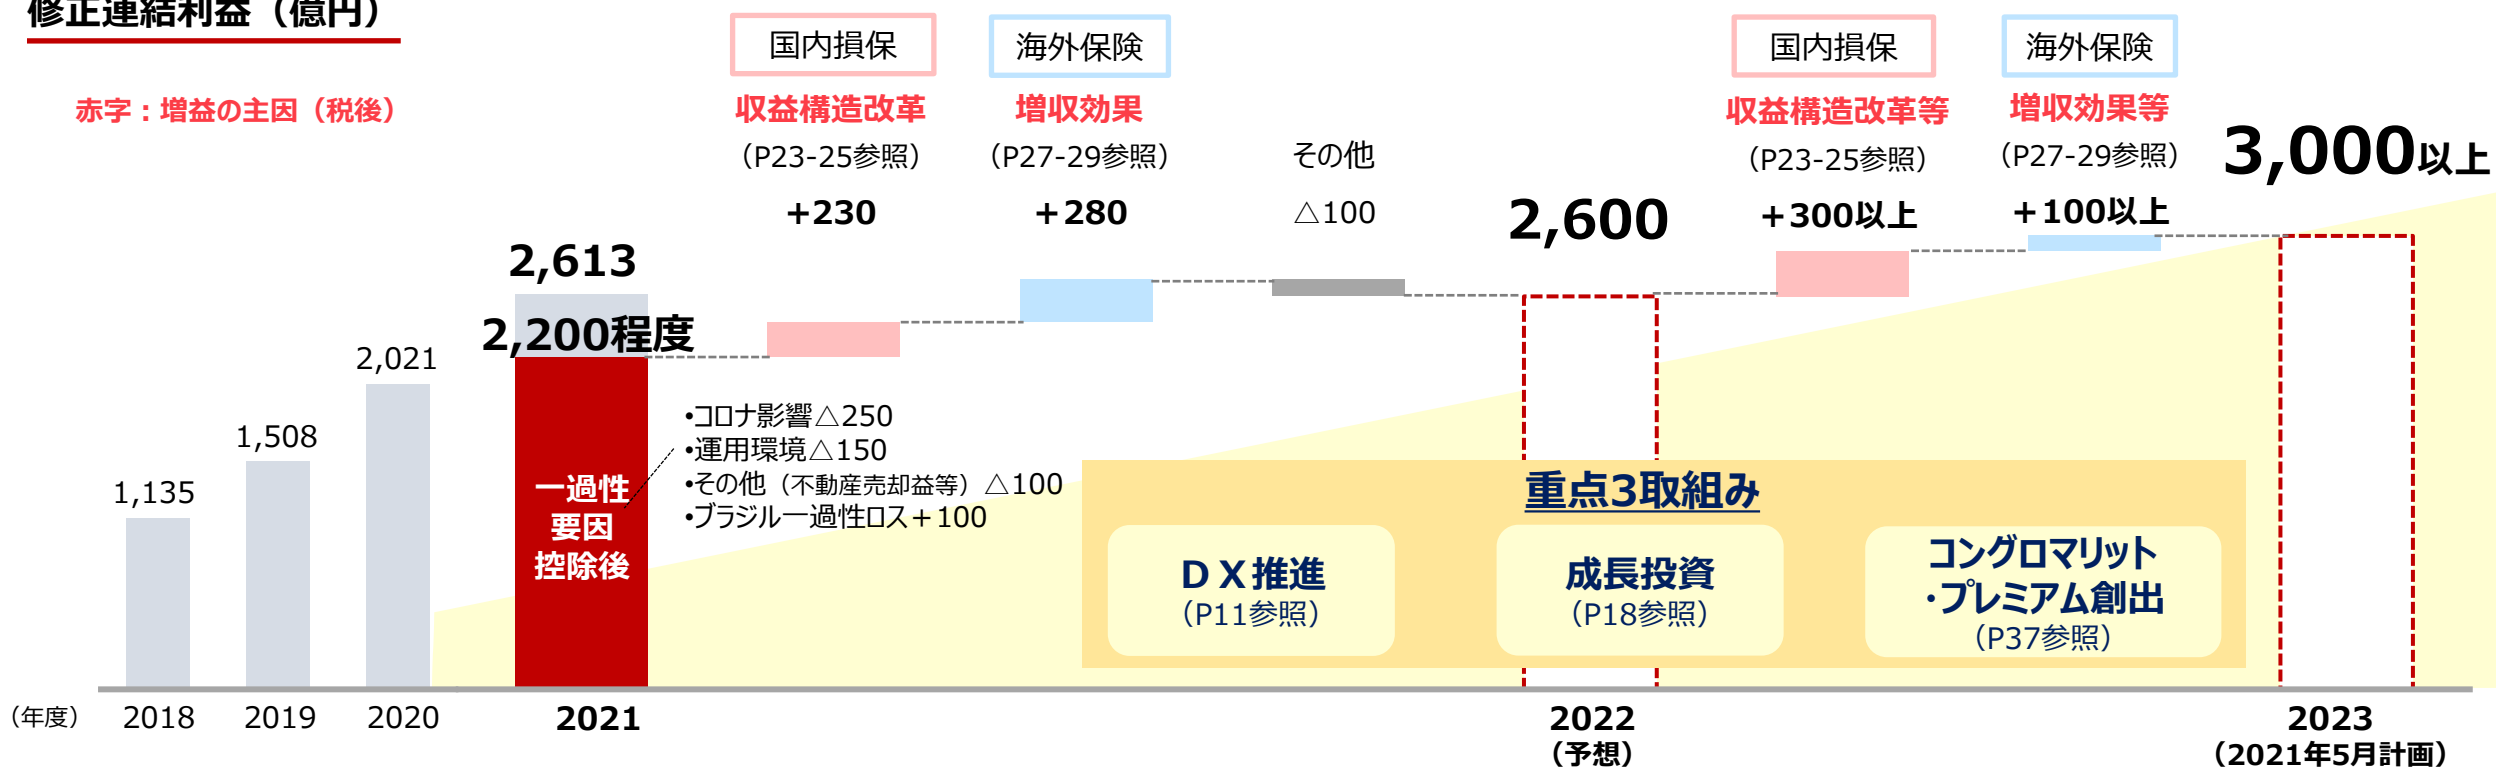 修正連結利益（億円）
赤字：増益の主因（税後）
国内損保
収益構造改革
（P23-25参照）
＋230
海外保険
増収効果
（P27-29参照）
＋280
その他
△100
2,600
国内損保
収益構造改革等
（P23-25参照）
＋300以上
海外保険
増収効果等
（P27-29参照）
＋100以上
3,000以上
1,135
1,508
2,021
2,613
2,200程度
一過性
要因
控除後
•コロナ影響△250
•運用環境△150
•その他（不動産売却益等）△100
•ブラジル一過性ロス＋100
重点3取組み
ＤＸ推進
（P11参照）
成長投資
（P18参照）
コングロマリット
・プレミアム創出
（P37参照）
（年度）
2018
2019
2020
2021
2022
（予想）
2023
（2021年5月計画）